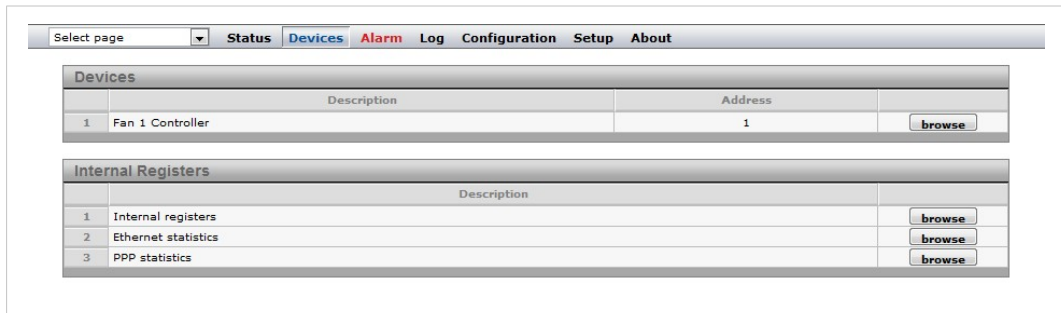 Select page Status Devices Alarm Log Configuration Setup About
Devices
Description Address
1 Fan 1 Controller 1 browse
Internal Registers
Description
1 Internal registers browse
2 Ethernet statistics browse
3 PPP statistics browse